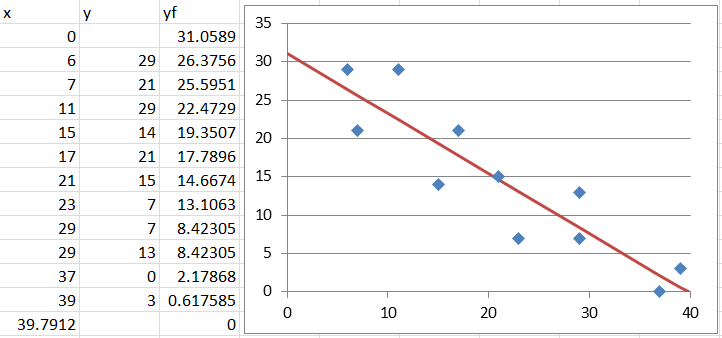 x y yf
0 31.0589
6 29 26.3756
7 21 25.5951
11 29 22.4729
15 14 19.3507
17 21 17.7896
21 15 14.6674
23 7 13.1063
29 7 8.42305
29 13 8.42305
37 0 2.17868
39 3 0.617585
39.7912 0
35
30
25
20
15
10
5
0
0 10 20 30 40